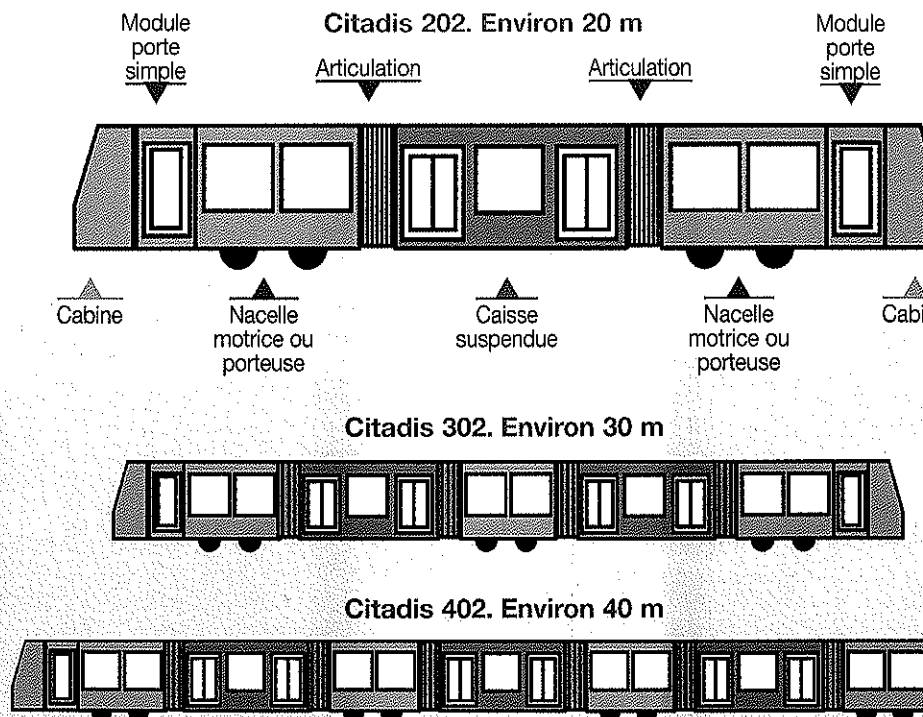 Citadis 202. Environ 20 m
Module
porte
simple
Articulation
Articulation
Module
porte
simple
Cabine
Nacelle
motrice ou
porteuse
Caisse
suspendue
Nacelle
motrice ou
porteuse
Cabi
Citadis 302. Environ 30 m
Citadis 402. Environ 40 m